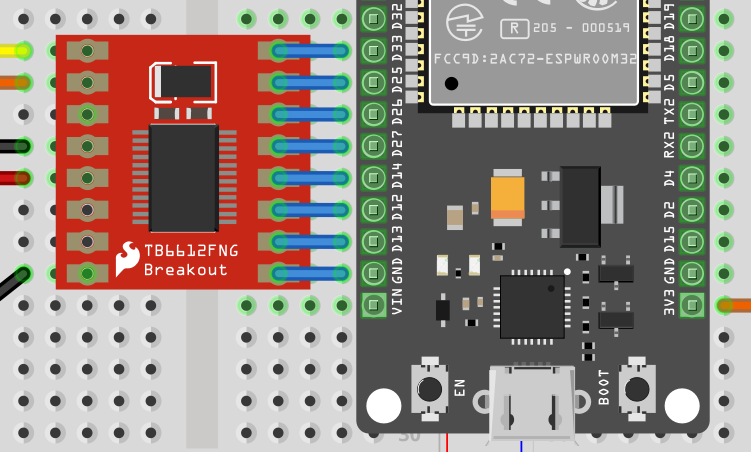 R 205 - 000519
FCC9D:2AC72-ESPWROOM32
D32
D33
D25
D26
D27
D14
D12
D13
GND
VIN
D19
D18
D5
TX2
RX2
D4
D2
D15
GND
3V3
TB6612FNG
Breakout
EN
BOOT
30